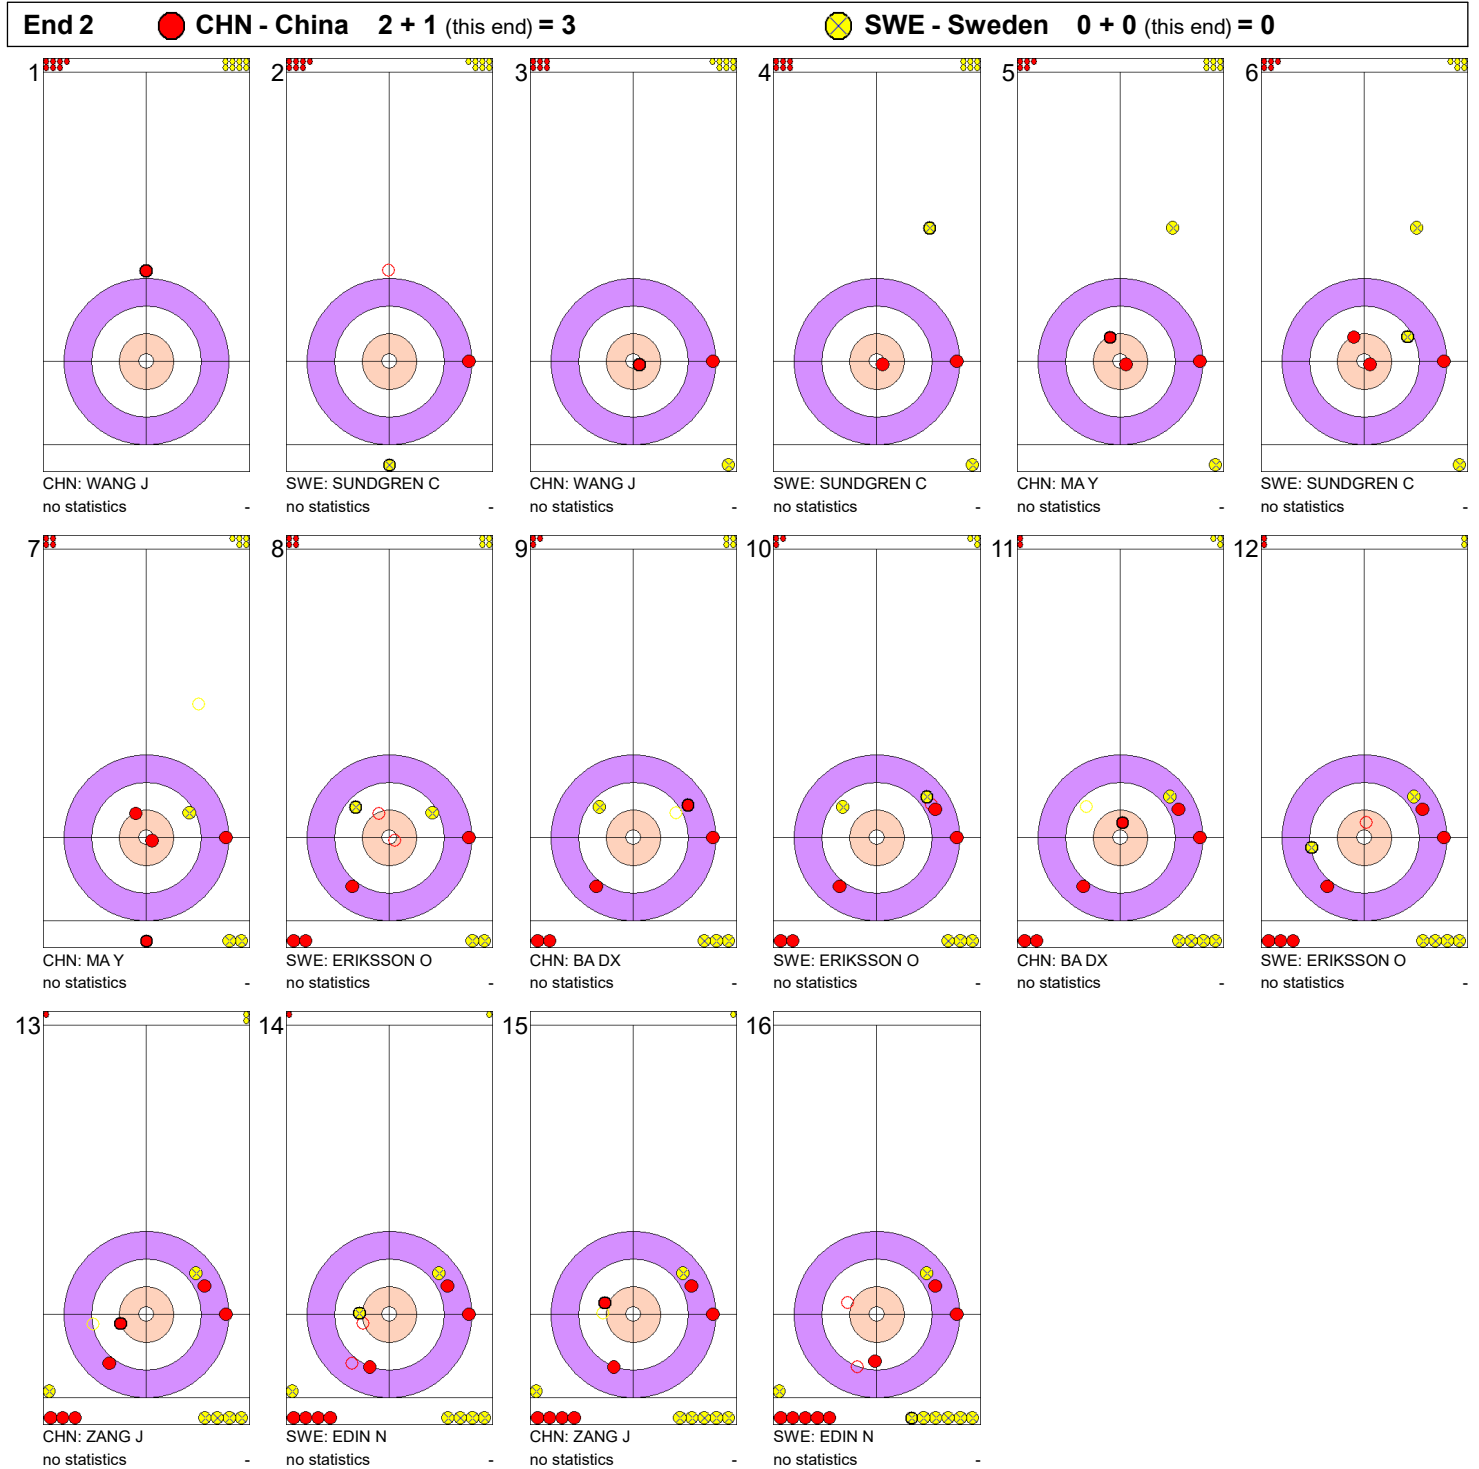 End 2 CHN - China 2 + 1 (this end) = 3 SWE - Sweden 0 + 0 (this end) = 0
1 2 3 4 5 6
CHN: WANG J SWE: SUNDGREN C CHN: WANG J SWE: SUNDGREN C CHN: MA Y SWE: SUNDGREN C
no statistics - no statistics - no statistics - no statistics - no statistics - no statistics -
7 8 9 10 11 12
CHN: MA Y SWE: ERIKSSON O CHN: BA DX SWE: ERIKSSON O CHN: BA DX SWE: ERIKSSON O
no statistics - no statistics - no statistics - no statistics - no statistics - no statistics -
13 14 15 16
CHN: ZANG J SWE: EDIN N CHN: ZANG J SWE: EDIN N
no statistics - no statistics - no statistics - no statistics -